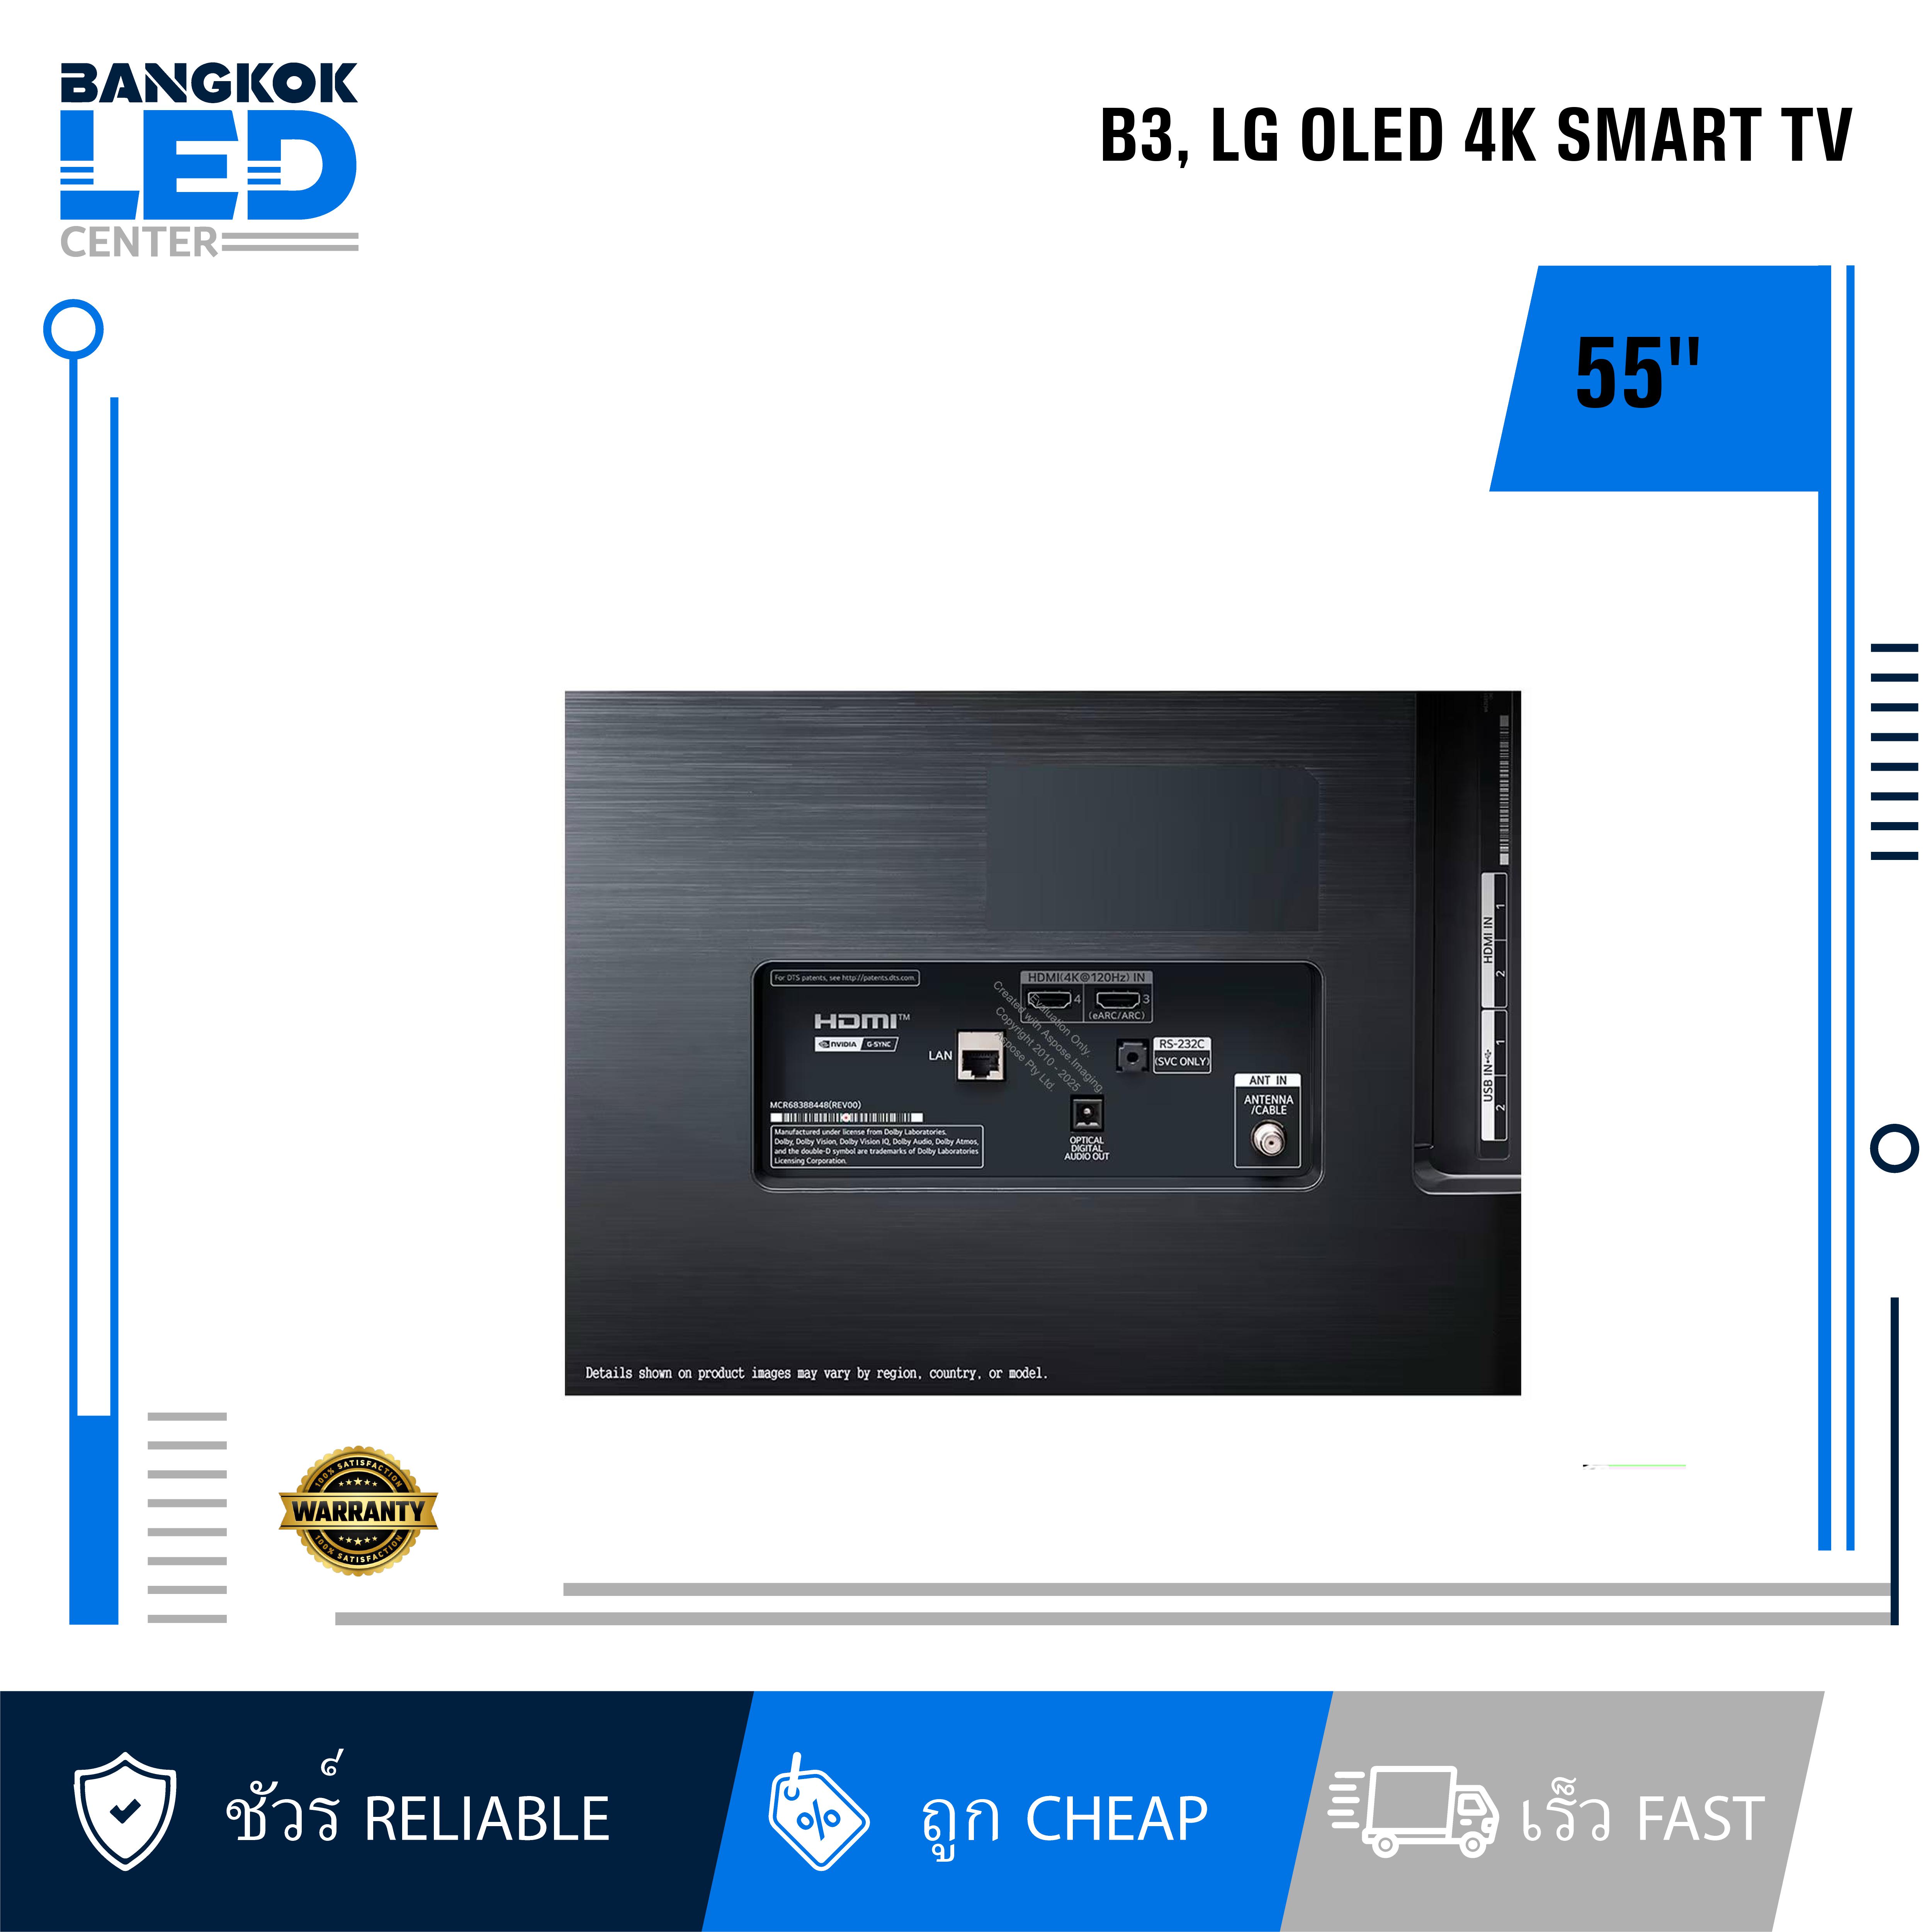 BANGKOK
LED
CENTER
B3, LG OLED 4K SMART TV
55"
For DTS patents, see http://patents.dts.com.
HDMI™
NVIDIA G-SYNC
HDMI(4K@120Hz) IN
4
3
(eARC/ARC)
LAN
RS-232C
(SVC ONLY)
MCR68388448(REV00)
Manufactured under license from Dolby Laboratories.
Dolby, Dolby Vision, Dolby Vision IQ, Dolby Audio, Dolby Atmos,
and the double-D symbol are trademarks of Dolby Laboratories
Licensing Corporation.
OPTICAL
DIGITAL
AUDIO OUT
ANT IN
ANTENNA
/CABLE
HDMI IN
1
2
USB IN
1
2
Evaluation Only.
Created with Aspose.Imaging.
Copyright 2010 - 2025
Aspose Pty Ltd.
Details shown on product images may vary by region, country, or model.
100% SATISFACTION
WARRANTY
100% SATISFACTION
ชัวร์ RELIABLE
% ถูก CHEAP
เร็ว FAST